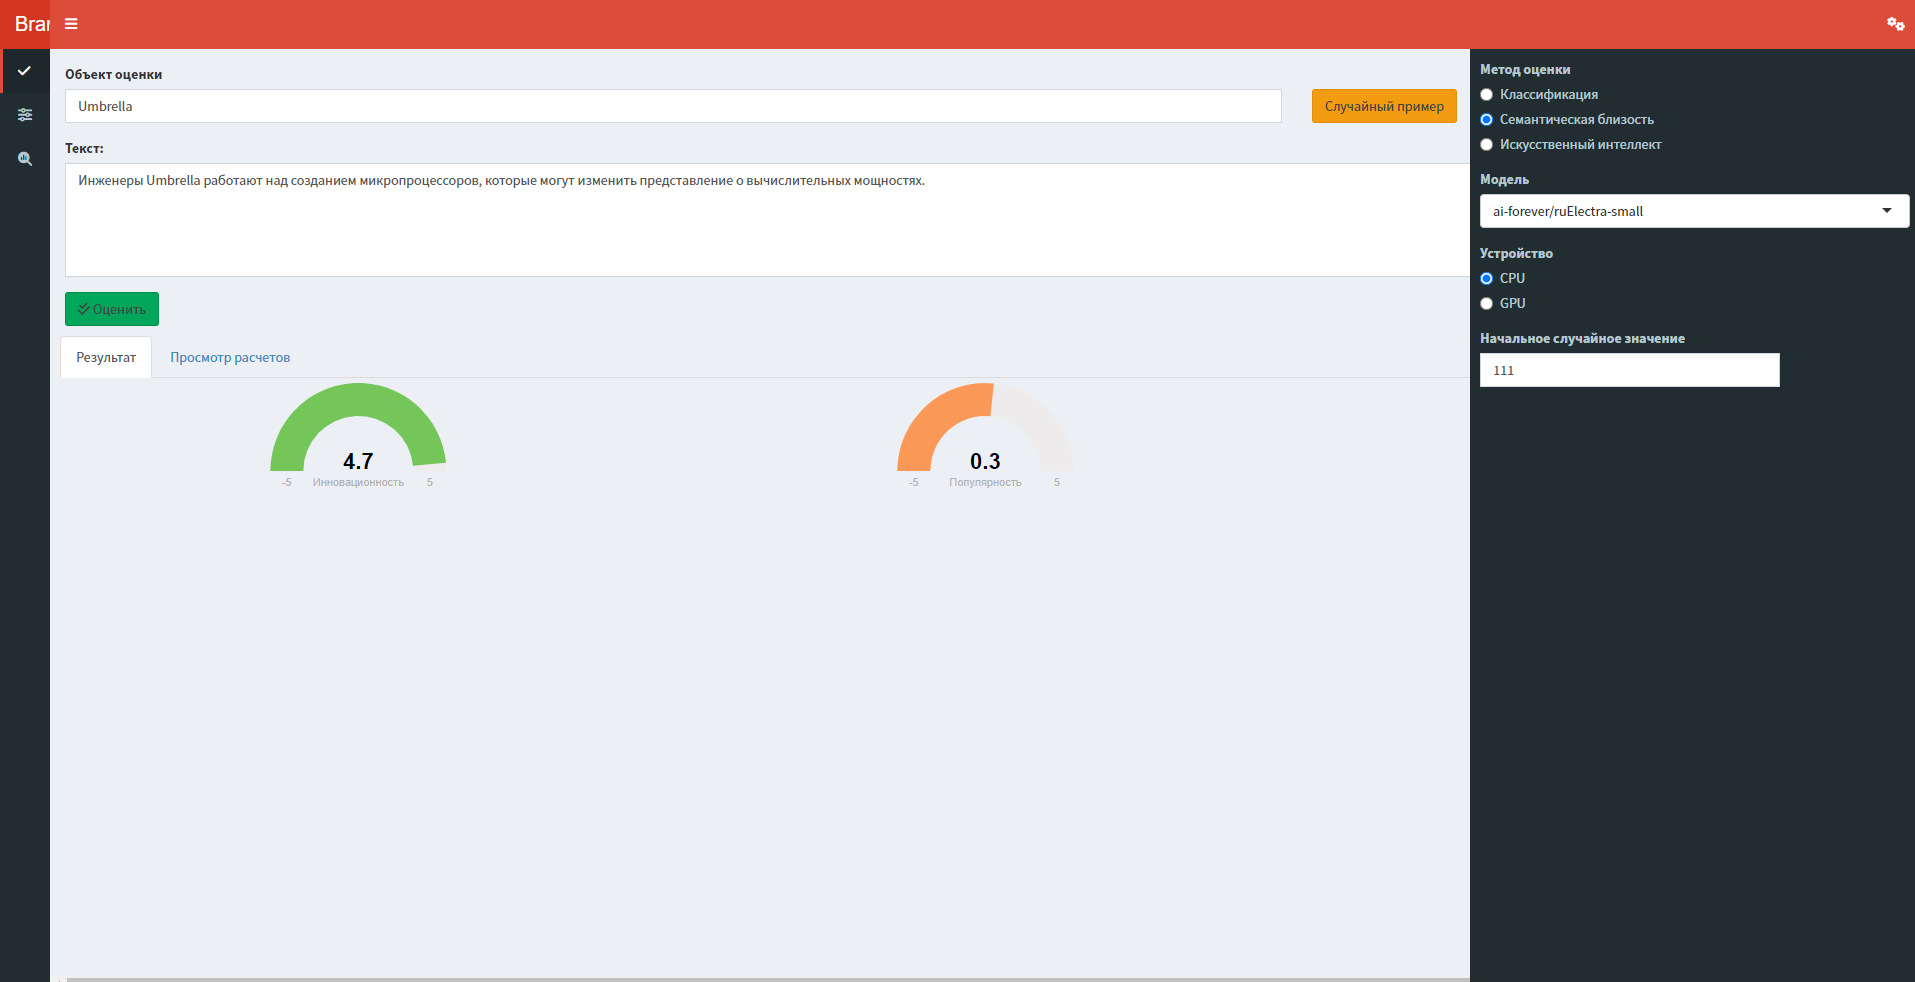 Bran
Объект оценки
Umbrella
Случайный пример
Текст:
Инженеры Umbrella работают над созданием микропроцессоров, которые могут изменить представление о вычислительных мощностях.
Оценить
Результат
Просмотр расчетов
4.7
-5
Инновационность
5
0.3
-5
Популярность
5
Метод оценки
Классификация
Семантическая близость
Искусственный интеллект
Модель
ai-forever/ruElectra-small
Устройство
CPU
GPU
Начальное случайное значение
111